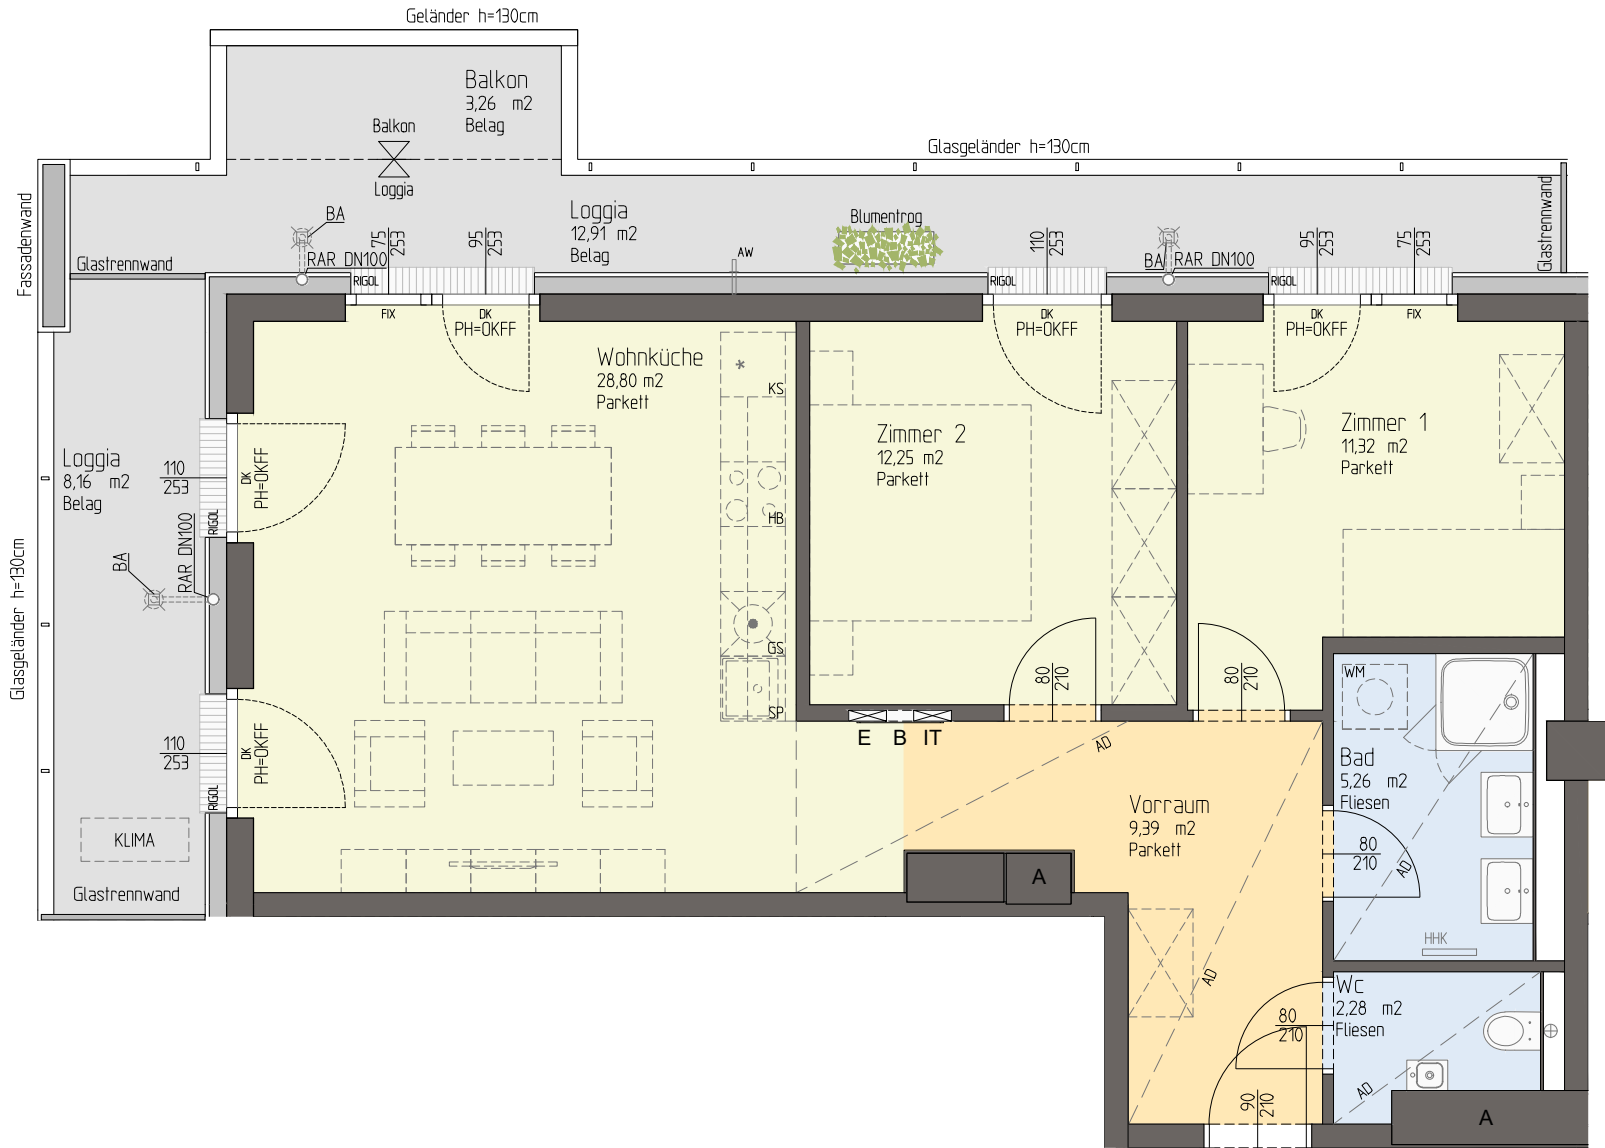 Geländer h=130cm
Balkon
3,26 m2
Belag
Balkon
Loggia
Glasgeländer h=130cm
Fassadenwand
Glastrennwand
BA
RAR DN100
75
253
95
253
Loggia
12,91 m2
Belag
AW
Blumentrog
110
253
BA
RAR DN100
95
253
75
253
Glastrennwand
RIGOL
RIGOL
RIGOL
FIX
DK
PH=OKFF
DK
PH=OKFF
DK
PH=OKFF
FIX
Wohnküche
28,80 m2
Parkett
KS
HB
GS
SP
Zimmer 2
12,25 m2
Parkett
Zimmer 1
11,32 m2
Parkett
Loggia
8,16 m2
Belag
110
253
RIGOL
DK
PH=OKFF
BA
RAR DN100
Glasgeländer h=130cm
110
253
RIGOL
DK
PH=OKFF
KLIMA
Glastrennwand
80
210
80
210
E B IT
AD
WM
Bad
5,26 m2
Fliesen
Vorraum
9,39 m2
Parkett
80
210
AD
A
HHK
AD
Wc
2,28 m2
Fliesen
80
210
AD
90
210
A